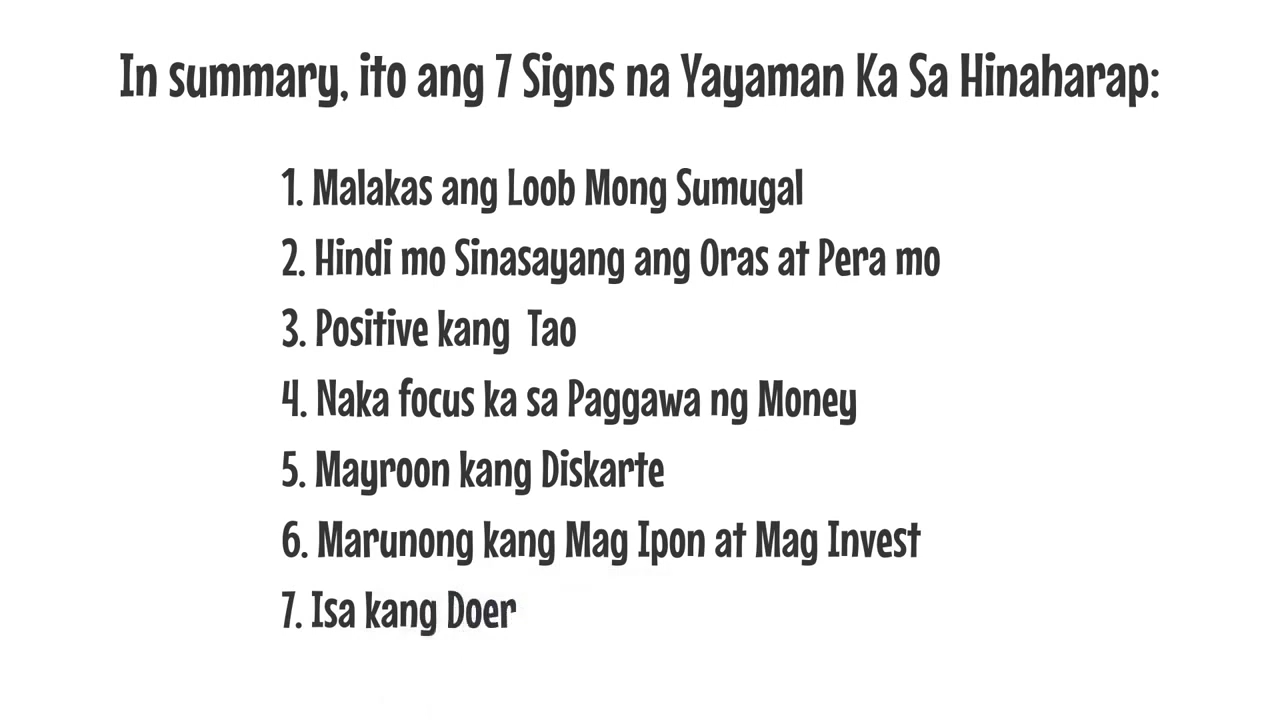 In summary, ito ang 7 Signs na Yayaman Ka Sa Hinaharap:
1. Malakas ang Loob Mong Sumugal
2. Hindi mo Sinasayang ang Oras at Pera mo
3. Positive kang Tao
4. Naka focus ka sa Paggawa ng Money
5. Mayroon kang Diskarte
6. Marunong kang Mag Ipon at Mag Invest
7. Isa kang Doer